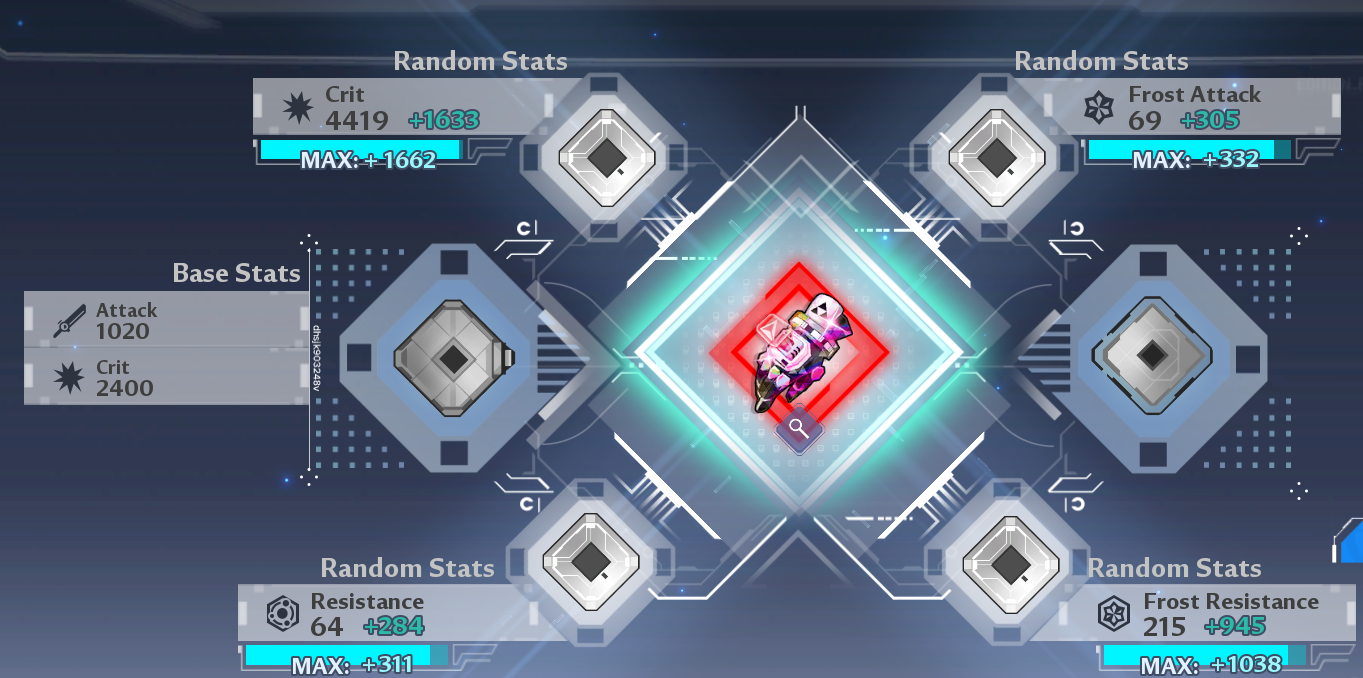 Random Stats
Crit
4419 +1633
MAX: + 1662
Random Stats
Frost Attack
69 +305
MAX: +332
Base Stats
Attack
1020
Crit
2400
dhsjk903248v
Random Stats
Resistance
64 +284
MAX: +311
Random Stats
Frost Resistance
215 +945
MAX: +1038